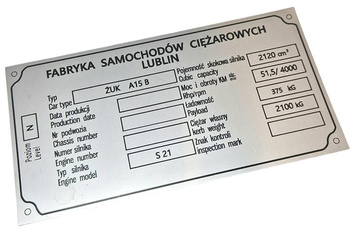 FABRYKA SAMOCHODÓW CIĘŻAROWYCH
LUBLIN
Typ
Car type
ŻUK A15 B
Data produkcji
Production date
Nr podwozia
Chassis number
Numer silnika
Engine number
Typ silnika
Engine model
S 21
Poziom
Level
N
Pojemność skokowa silnika
Cubic capacity
2120 cm³
Moc i obroty KM
Rhp/rpm
51,5/4000
Ładowność
Payload
375 kG
Ciężar własny
kerb weight
2100 kG
Znak kontroli
inspection mark